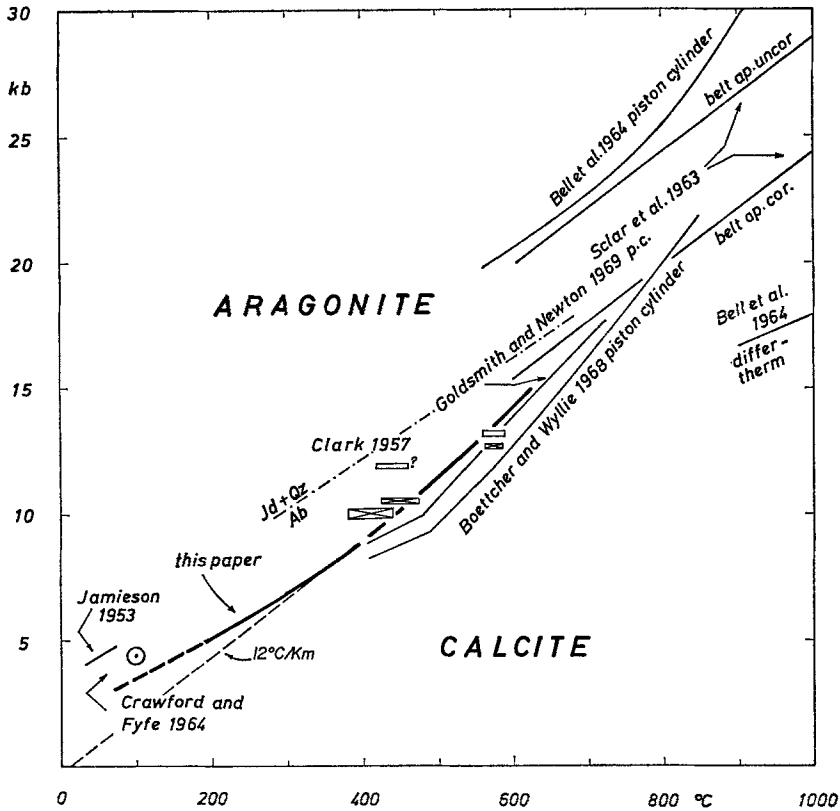 30
kb
25
20
15
10
5
Bell et al. 1964 piston cylinder
belt ap. uncor
Sclar et al. 1963
belt ap. cor.
ARAGONITE
Goldsmith and Newton 1969 p.c.
Boettcher and Wyllie 1968 piston cylinder
Bell et al.
1964
differ-
therm
Clark 1957
?
Jd+Qz
Ab
this paper
Jamieson
1953
12°C/Km
CALCITE
Crawford and
Fyfe 1964
0
200
400
600
800
°C
1000